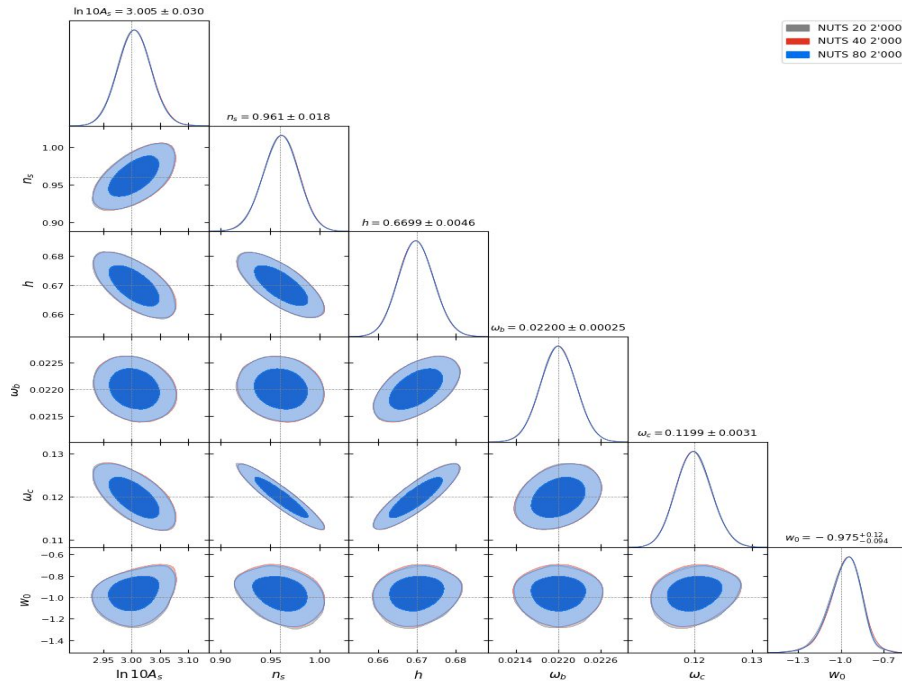 ln 10A_s = 3.005 ± 0.030
NUTS 20 2'000
NUTS 40 2'000
NUTS 80 2'000
n_s = 0.961 ± 0.018
1.00
0.95
0.90
n_s
h = 0.6699 ± 0.0046
0.68
0.67
0.66
h
ω_b = 0.02200 ± 0.00025
0.0225
0.0220
0.0215
ω_b
ω_c = 0.1199 ± 0.0031
0.13
0.12
0.11
ω_c
w_0 = −0.975^{+0.12}_{−0.094}
−0.6
−0.8
−1.0
−1.2
−1.4
w_0
2.95 3.00 3.05 3.10 0.90 0.95 1.00 0.66 0.67 0.68 0.0214 0.0220 0.0226 0.12 0.13 −1.3 −1.0 −0.7
ln 10A_s n_s h ω_b ω_c w_0